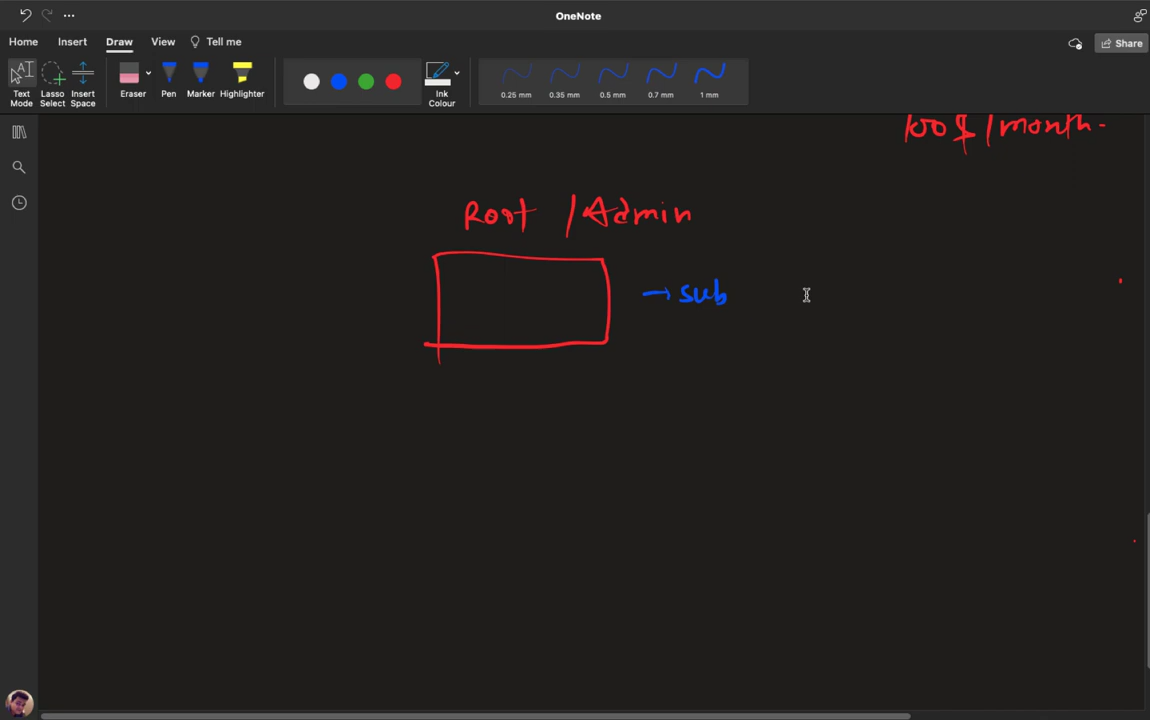 OneNote
Home Insert Draw View Tell me
Share
Text Mode
Lasso Select
Insert Space
Eraser
Pen
Marker
Highlighter
Ink Colour
0.25 mm
0.35 mm
0.5 mm
0.7 mm
1 mm
100$/month-
Root /Admin
→ sub